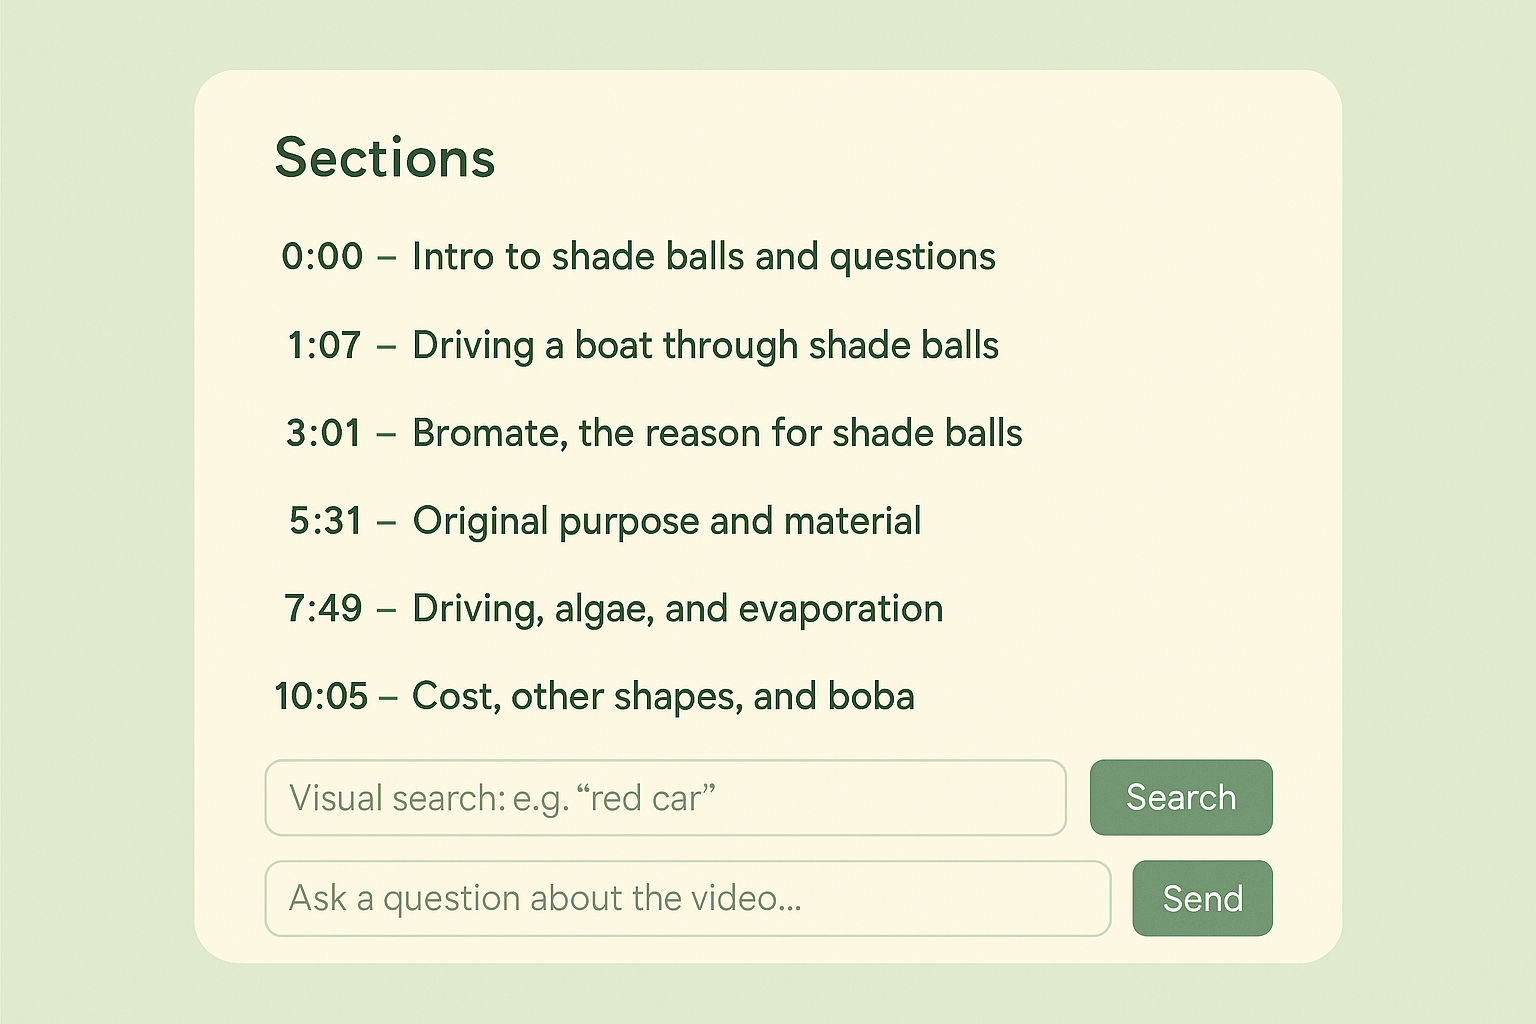 Sections
0:00 – Intro to shade balls and questions
1:07 – Driving a boat through shade balls
3:01 – Bromate, the reason for shade balls
5:31 – Original purpose and material
7:49 – Driving, algae, and evaporation
10:05 – Cost, other shapes, and boba
Visual search: e.g. “red car”
Search
Ask a question about the video...
Send